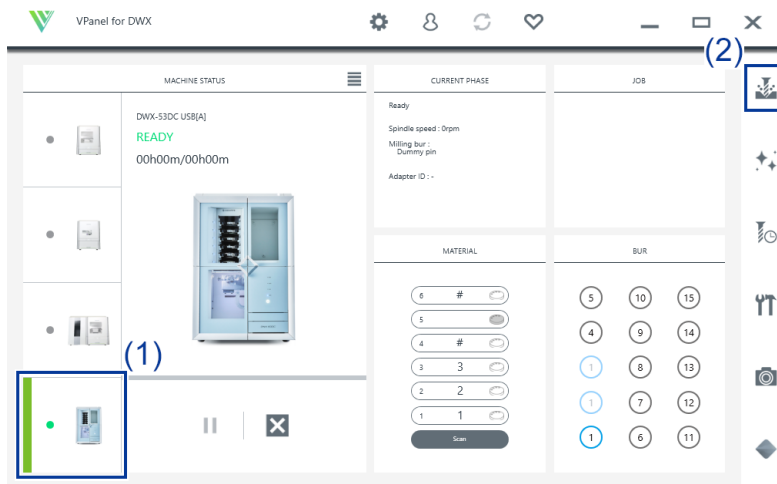 VPanel for DWX
(2)
MACHINE STATUS
DWX-53DC USB[A]
READY
00h00m/00h00m
(1)
CURRENT PHASE
Ready
Spindle speed : 0rpm
Milling bur :
Dummy pin
Adapter ID : -
JOB
MATERIAL
6 #
5
4 #
3 3
2 2
1 1
Scan
BUR
5 10 15
4 9 14
1 8 13
1 7 12
1 6 11